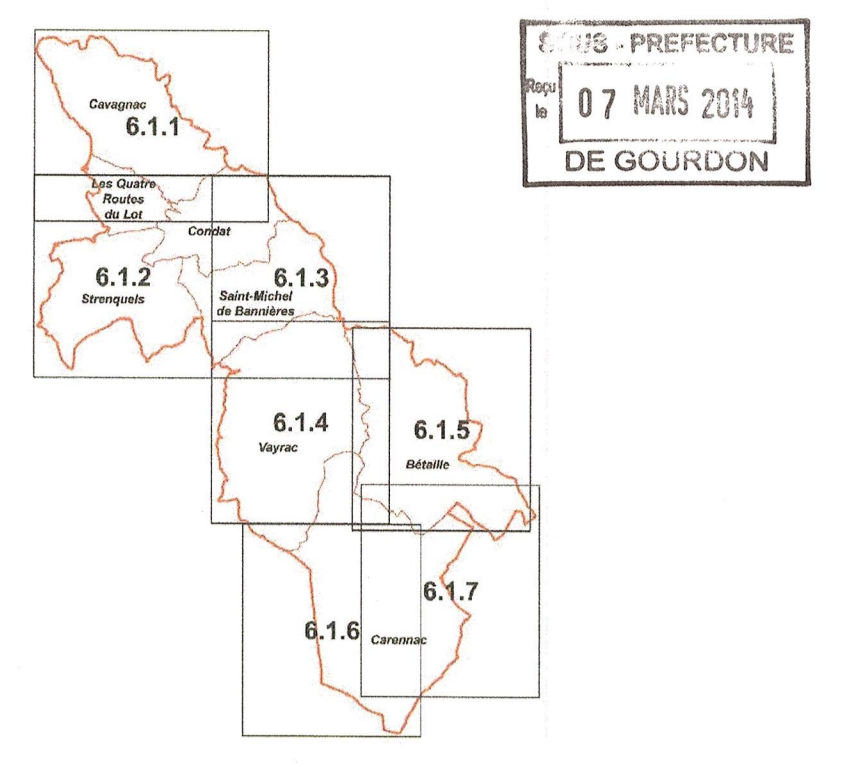 SOUS - PREFECTURE
Reçu
le
07 MARS 2014
DE GOURDON
Cavagnac
6.1.1
Les Quatre
Routes
du Lot
Condat
6.1.2
Strenquels
6.1.3
Saint-Michel
de Bannières
6.1.4
Vayrac
6.1.5
Bétaille
6.1.6
6.1.7
Carennac